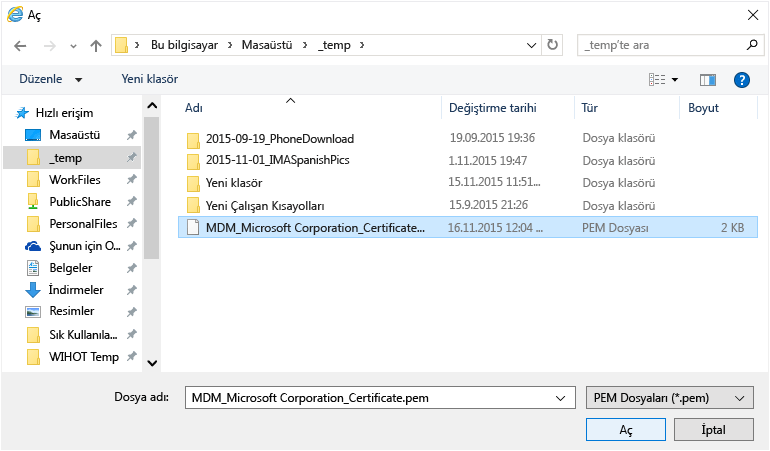 Aç
Bu bilgisayar Masaüstü _temp
_temp'te ara
Düzenle Yeni klasör
Hızlı erişim
Masaüstü
_temp
WorkFiles
PublicShare
PersonalFiles
Şunun için O...
Belgeler
İndirmeler
Resimler
Sık Kullanıla...
WIHOT Temp
Adı Değiştirme tarihi Tür Boyut
2015-09-19_PhoneDownload 19.09.2015 19:36 Dosya klasörü
2015-11-01_IMASpanishPics 1.11.2015 19:47 Dosya klasörü
Yeni klasör 15.11.2015 11:51... Dosya klasörü
Yeni Çalışan Kısayolları 15.9.2015 21:26 Dosya klasörü
MDM_Microsoft Corporation_Certificate... 16.11.2015 12:04 ... PEM Dosyası 2 KB
Dosya adı: MDM_Microsoft Corporation_Certificate.pem PEM Dosyaları (*.pem)
Aç İptal